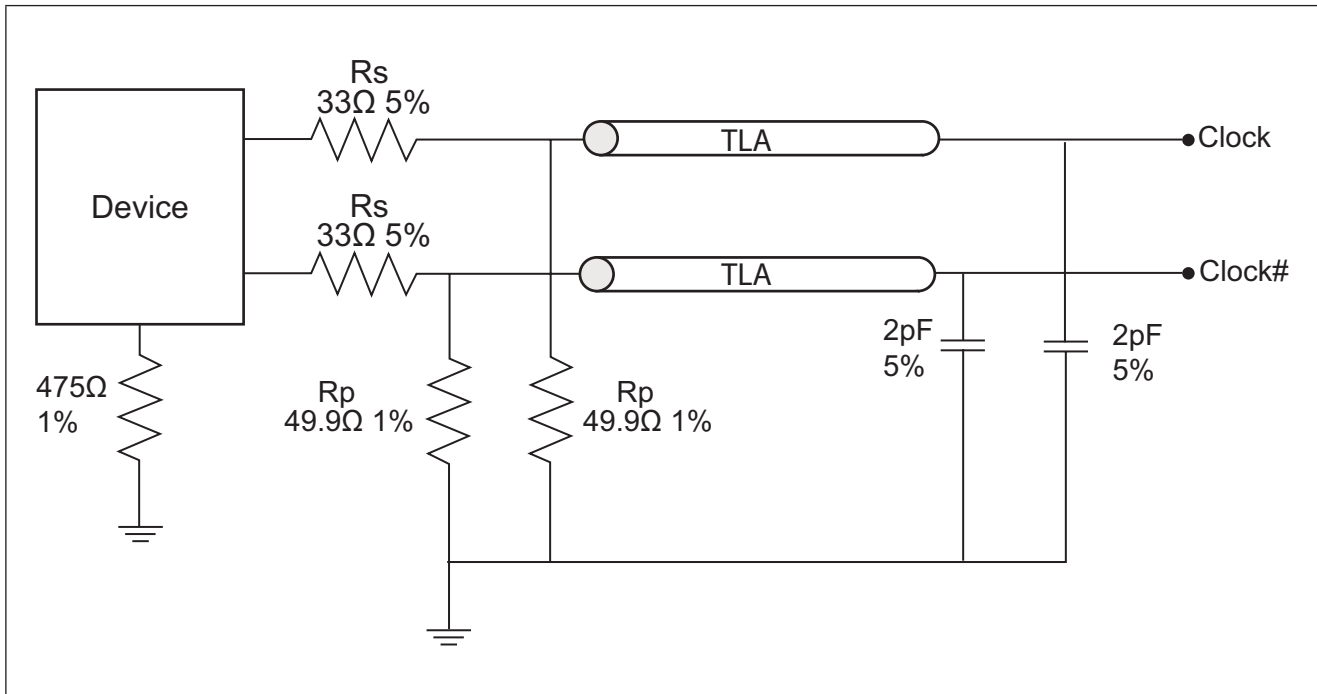 Rs
33Ω 5%
TLA
Clock
Device
Rs
33Ω 5%
TLA
Clock#
475Ω
1%
Rp
49.9Ω 1%
Rp
49.9Ω 1%
2pF
5%
2pF
5%